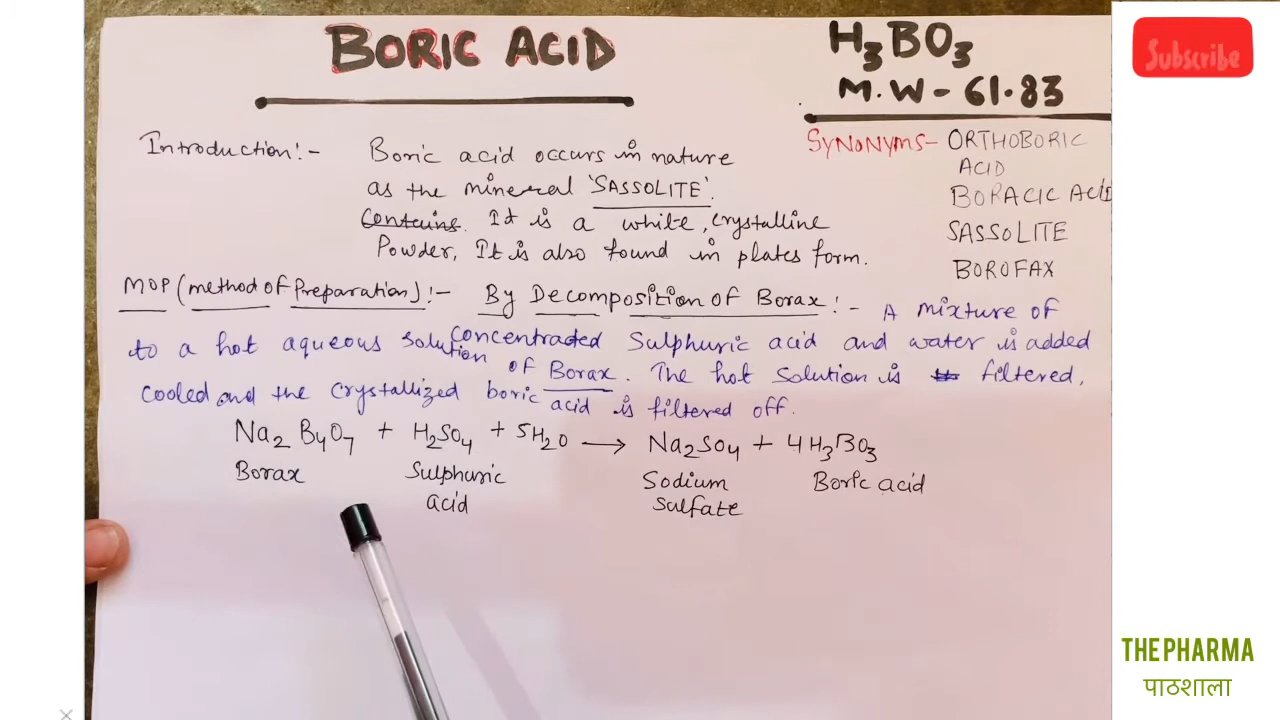 BORIC ACID
H3BO3
M.W - 61.83
Introduction:- Boric acid occurs in nature
as the mineral 'SASSOLITE'.
Contains. It is a white, crystalline
Powder, It is also found in plates form.
SYNONYMS- ORTHOBORIC
ACID
BORACIC ACID
SASSOLITE
BOROFAX
MOP (method of Preparation) :- By Decomposition of Borax :- A mixture of
concentrated Sulphuric acid and water is added
to a hot aqueous solution of Borax. The hot solution is filtered,
cooled and the crystallized boric acid is filtered off.
Na2 B4O7 + H2SO4 + 5H2O ⟶ Na2SO4 + 4H3BO3
Borax Sulphuric Sodium Boric acid
acid Sulfate
Subscribe
THE PHARMA
पाठशाला